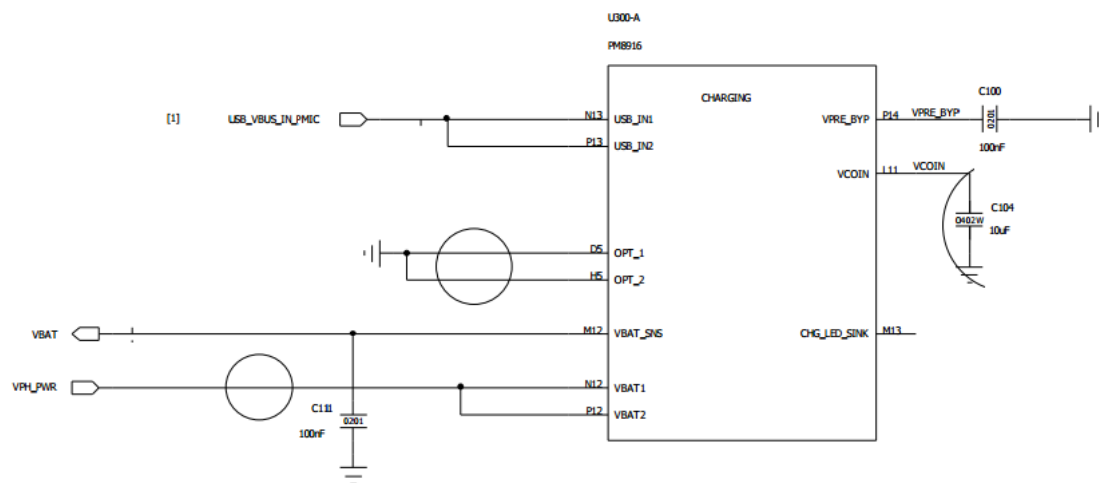 U300-A
PM8916
CHARGING
[1] USB_VBUS_IN_PMIC
N13 USB_IN1
P13 USB_IN2
VPRE_BYP P14 VPRE_BYP
C100
0201
100nF
VCOIN L11 VCOIN
C104
0402W
10uF
D5 OPT_1
H5 OPT_2
VBAT
M12 VBAT_SNS
CHG_LED_SINK M13
VPH_PWR
N12 VBAT1
P12 VBAT2
C111
0201
100nF